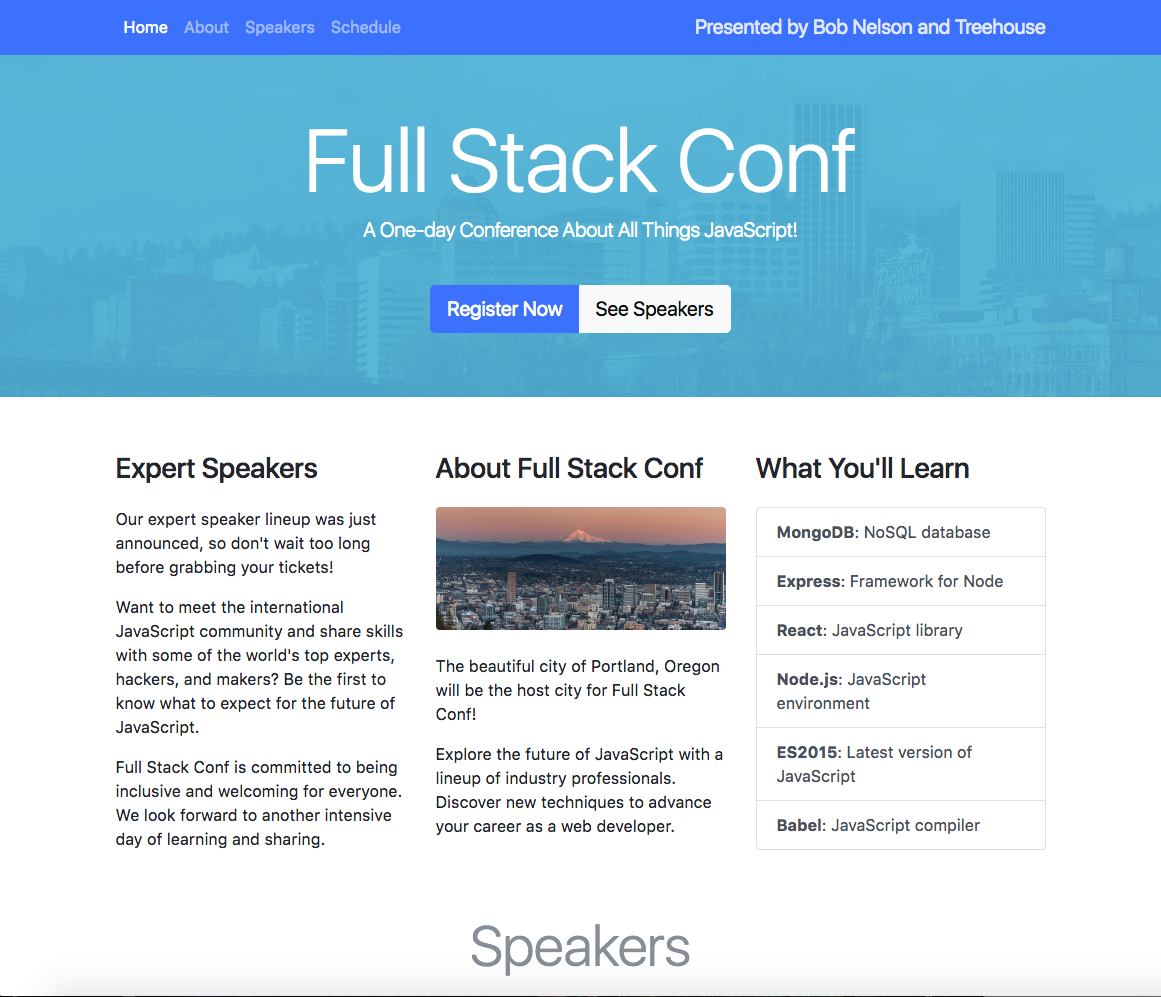 Home About Speakers Schedule
Presented by Bob Nelson and Treehouse
Full Stack Conf
A One-day Conference About All Things JavaScript!
Register Now
See Speakers
Expert Speakers
Our expert speaker lineup was just
announced, so don't wait too long
before grabbing your tickets!
Want to meet the international
JavaScript community and share skills
with some of the world's top experts,
hackers, and makers? Be the first to
know what to expect for the future of
JavaScript.
Full Stack Conf is committed to being
inclusive and welcoming for everyone.
We look forward to another intensive
day of learning and sharing.
About Full Stack Conf
The beautiful city of Portland, Oregon
will be the host city for Full Stack
Conf!
Explore the future of JavaScript with a
lineup of industry professionals.
Discover new techniques to advance
your career as a web developer.
What You'll Learn
MongoDB: NoSQL database
Express: Framework for Node
React: JavaScript library
Node.js: JavaScript
environment
ES2015: Latest version of
JavaScript
Babel: JavaScript compiler
Speakers